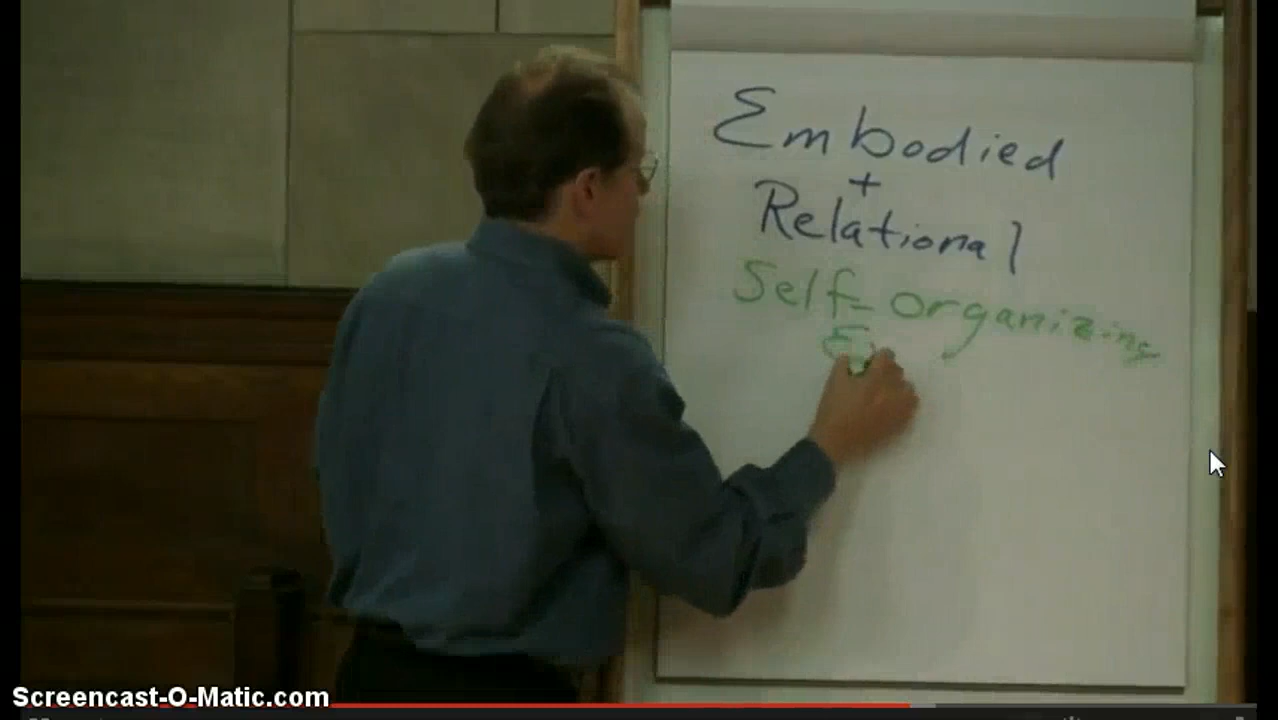 Embodied
+
Relational
Self-organizing
Screencast-O-Matic.com